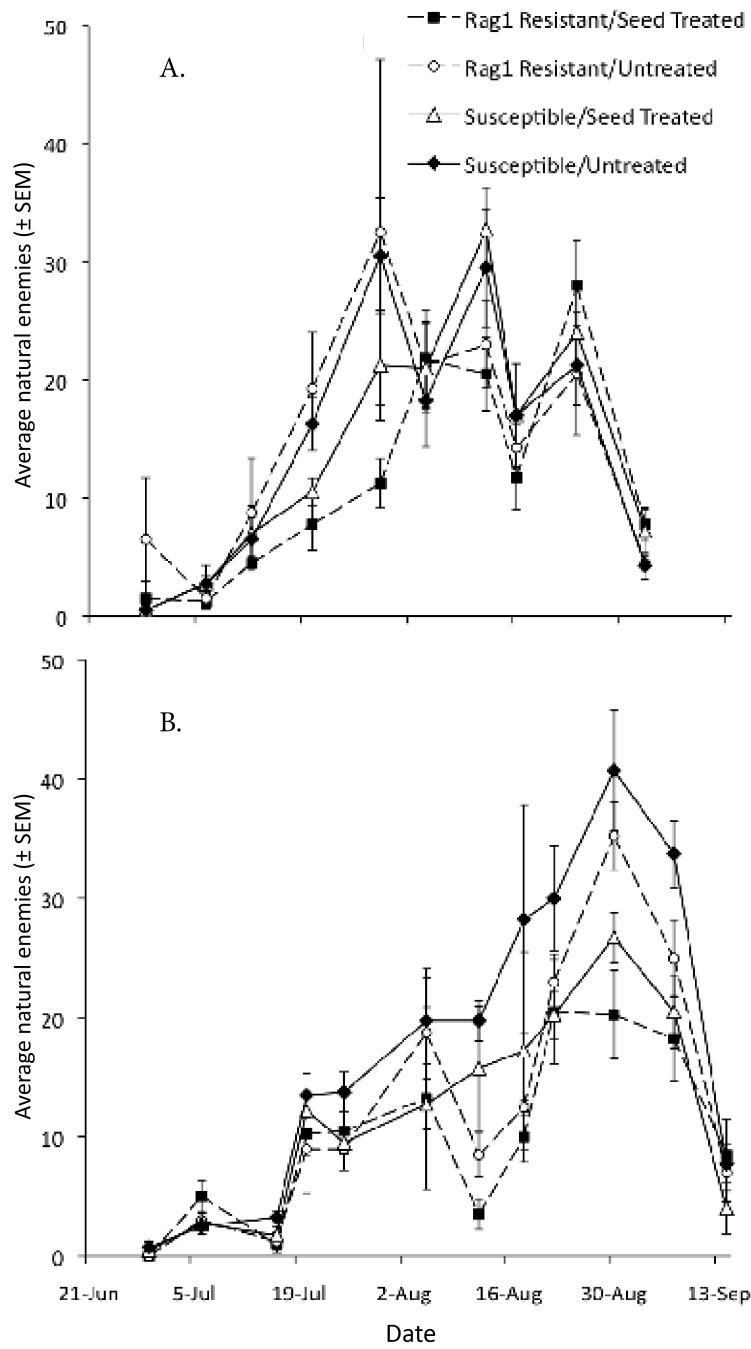 Rag1 Resistant/Seed Treated
Rag1 Resistant/Untreated
Susceptible/Seed Treated
Susceptible/Untreated
A.
Average natural enemies (± SEM)
50
40
30
20
10
0
B.
Average natural enemies (± SEM)
50
40
30
20
10
0
21-Jun 5-Jul 19-Jul 2-Aug 16-Aug 30-Aug 13-Sep
Date